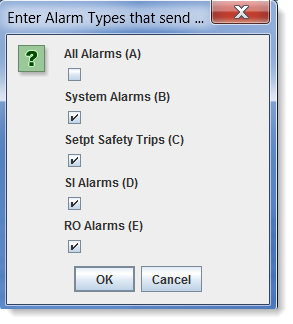 Enter Alarm Types that send ...
All Alarms (A)
System Alarms (B)
Setpt Safety Trips (C)
SI Alarms (D)
RO Alarms (E)
OK Cancel